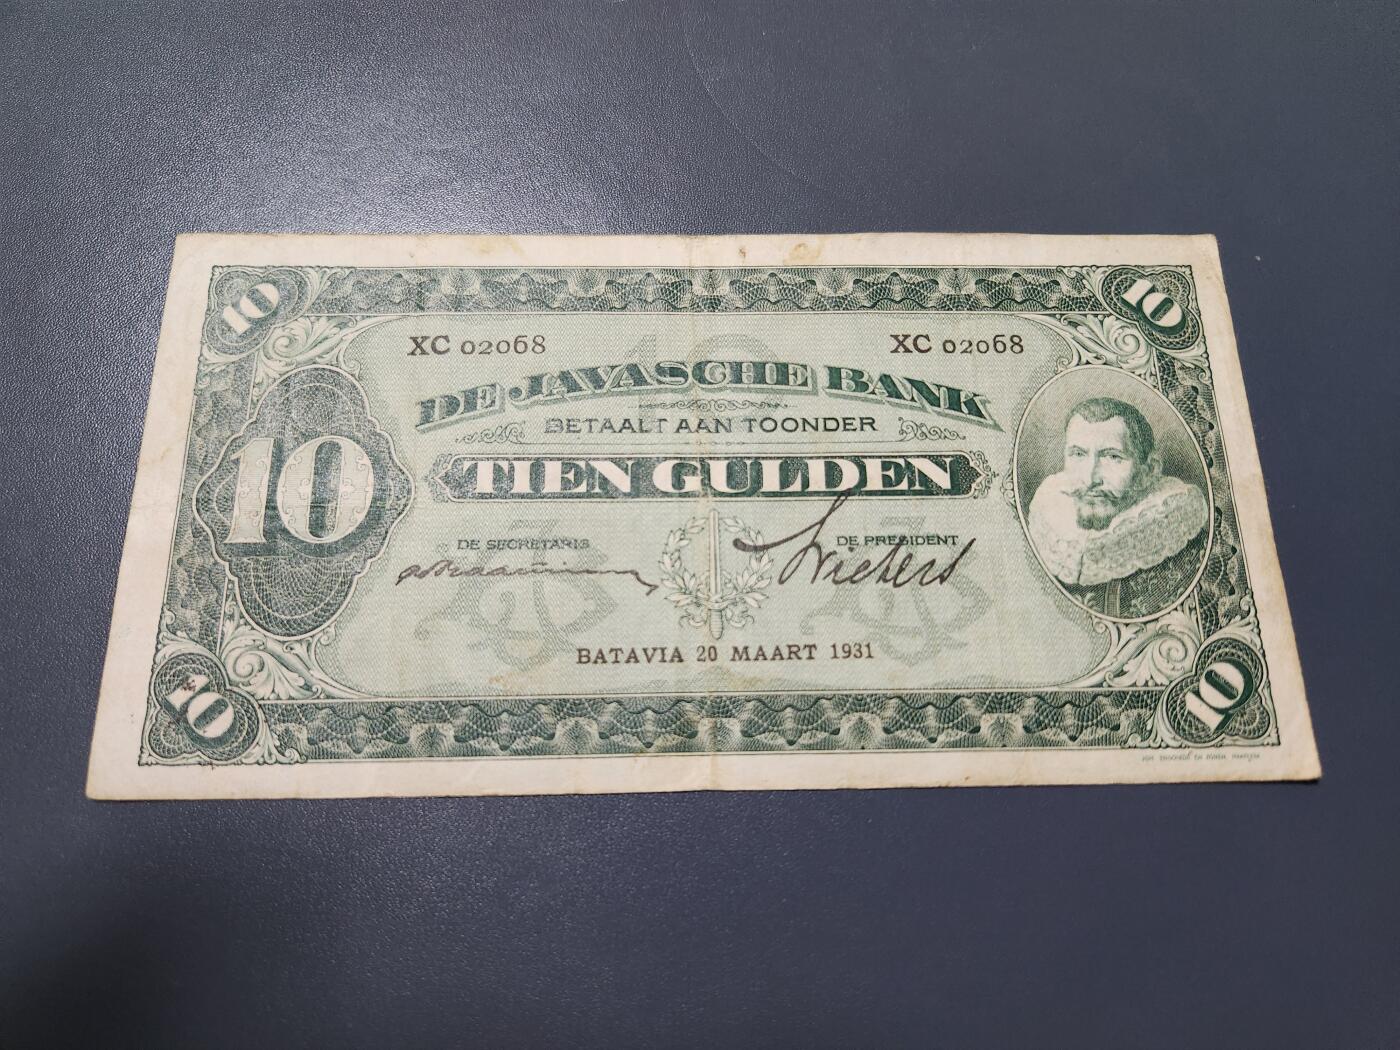 10 10
XC 02068 XC 02068
DE JAVASCHE BANK
BETAALT AAN TOONDER
10
TIEN GULDEN
DE SECRETARIS DE PRESIDENT
BATAVIA 20 MAART 1931
10 10